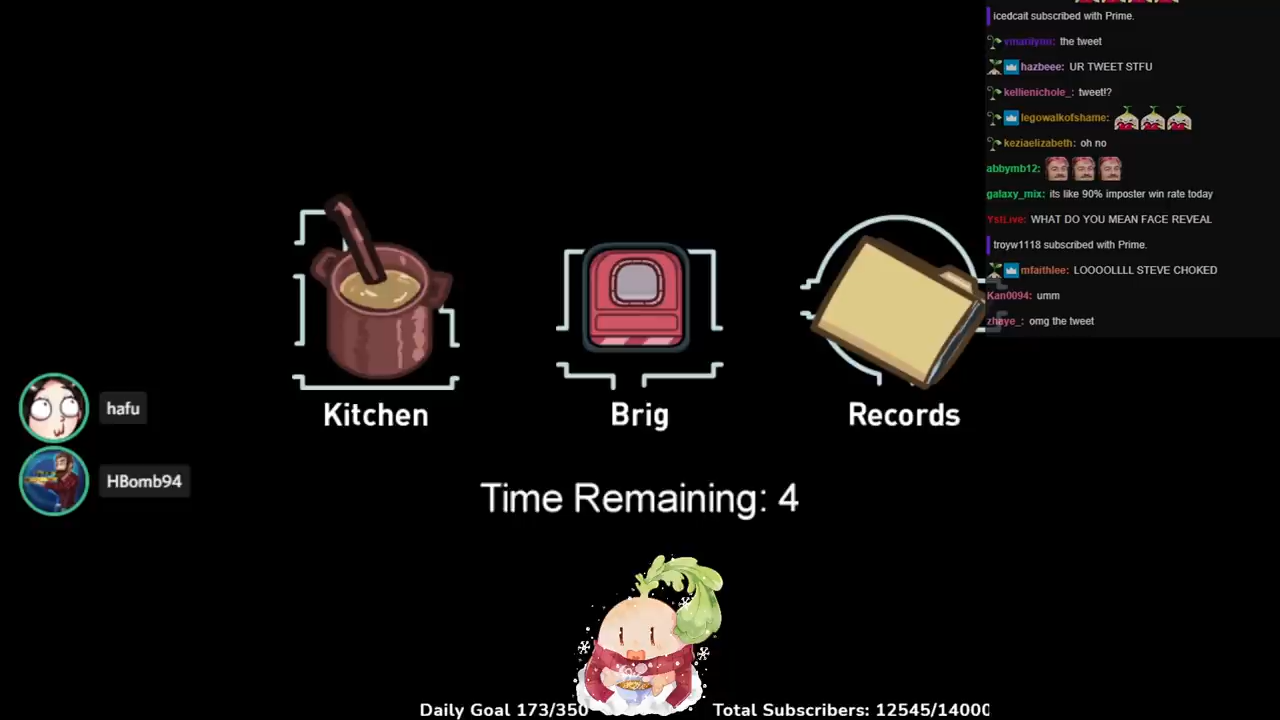 icedcait subscribed with Prime.
vmarilynn: the tweet
hazbeee: UR TWEET STFU
kellienichole_: tweet!?
legowalkofshame:
keziaelizabeth: oh no
abbymb12:
galaxy_mix: its like 90% imposter win rate today
YstLive: WHAT DO YOU MEAN FACE REVEAL
troyw1118 subscribed with Prime.
mfaithlee: LOOOOLLLL STEVE CHOKED
Kan0094: umm
zhaye_: omg the tweet
Kitchen
Brig
Records
hafu
HBomb94
Time Remaining: 4
Daily Goal 173/350
Total Subscribers: 12545/14000